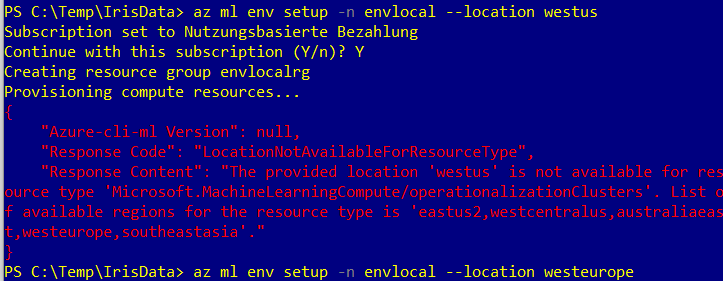 PS C:\Temp\IrisData> az ml env setup -n envlocal --location westus
Subscription set to Nutzungsbasierte Bezahlung
Continue with this subscription (Y/n)? Y
Creating resource group envlocalrg
Provisioning compute resources...
{
    "Azure-cli-ml Version": null,
    "Response Code": "LocationNotAvailableForResourceType",
    "Response Content": "The provided location 'westus' is not available for res
ource type 'Microsoft.MachineLearningCompute/operationalizationClusters'. List o
f available regions for the resource type is 'eastus2,westcentralus,australiaeas
t,westeurope,southeastasia'."
}
PS C:\Temp\IrisData> az ml env setup -n envlocal --location westeurope